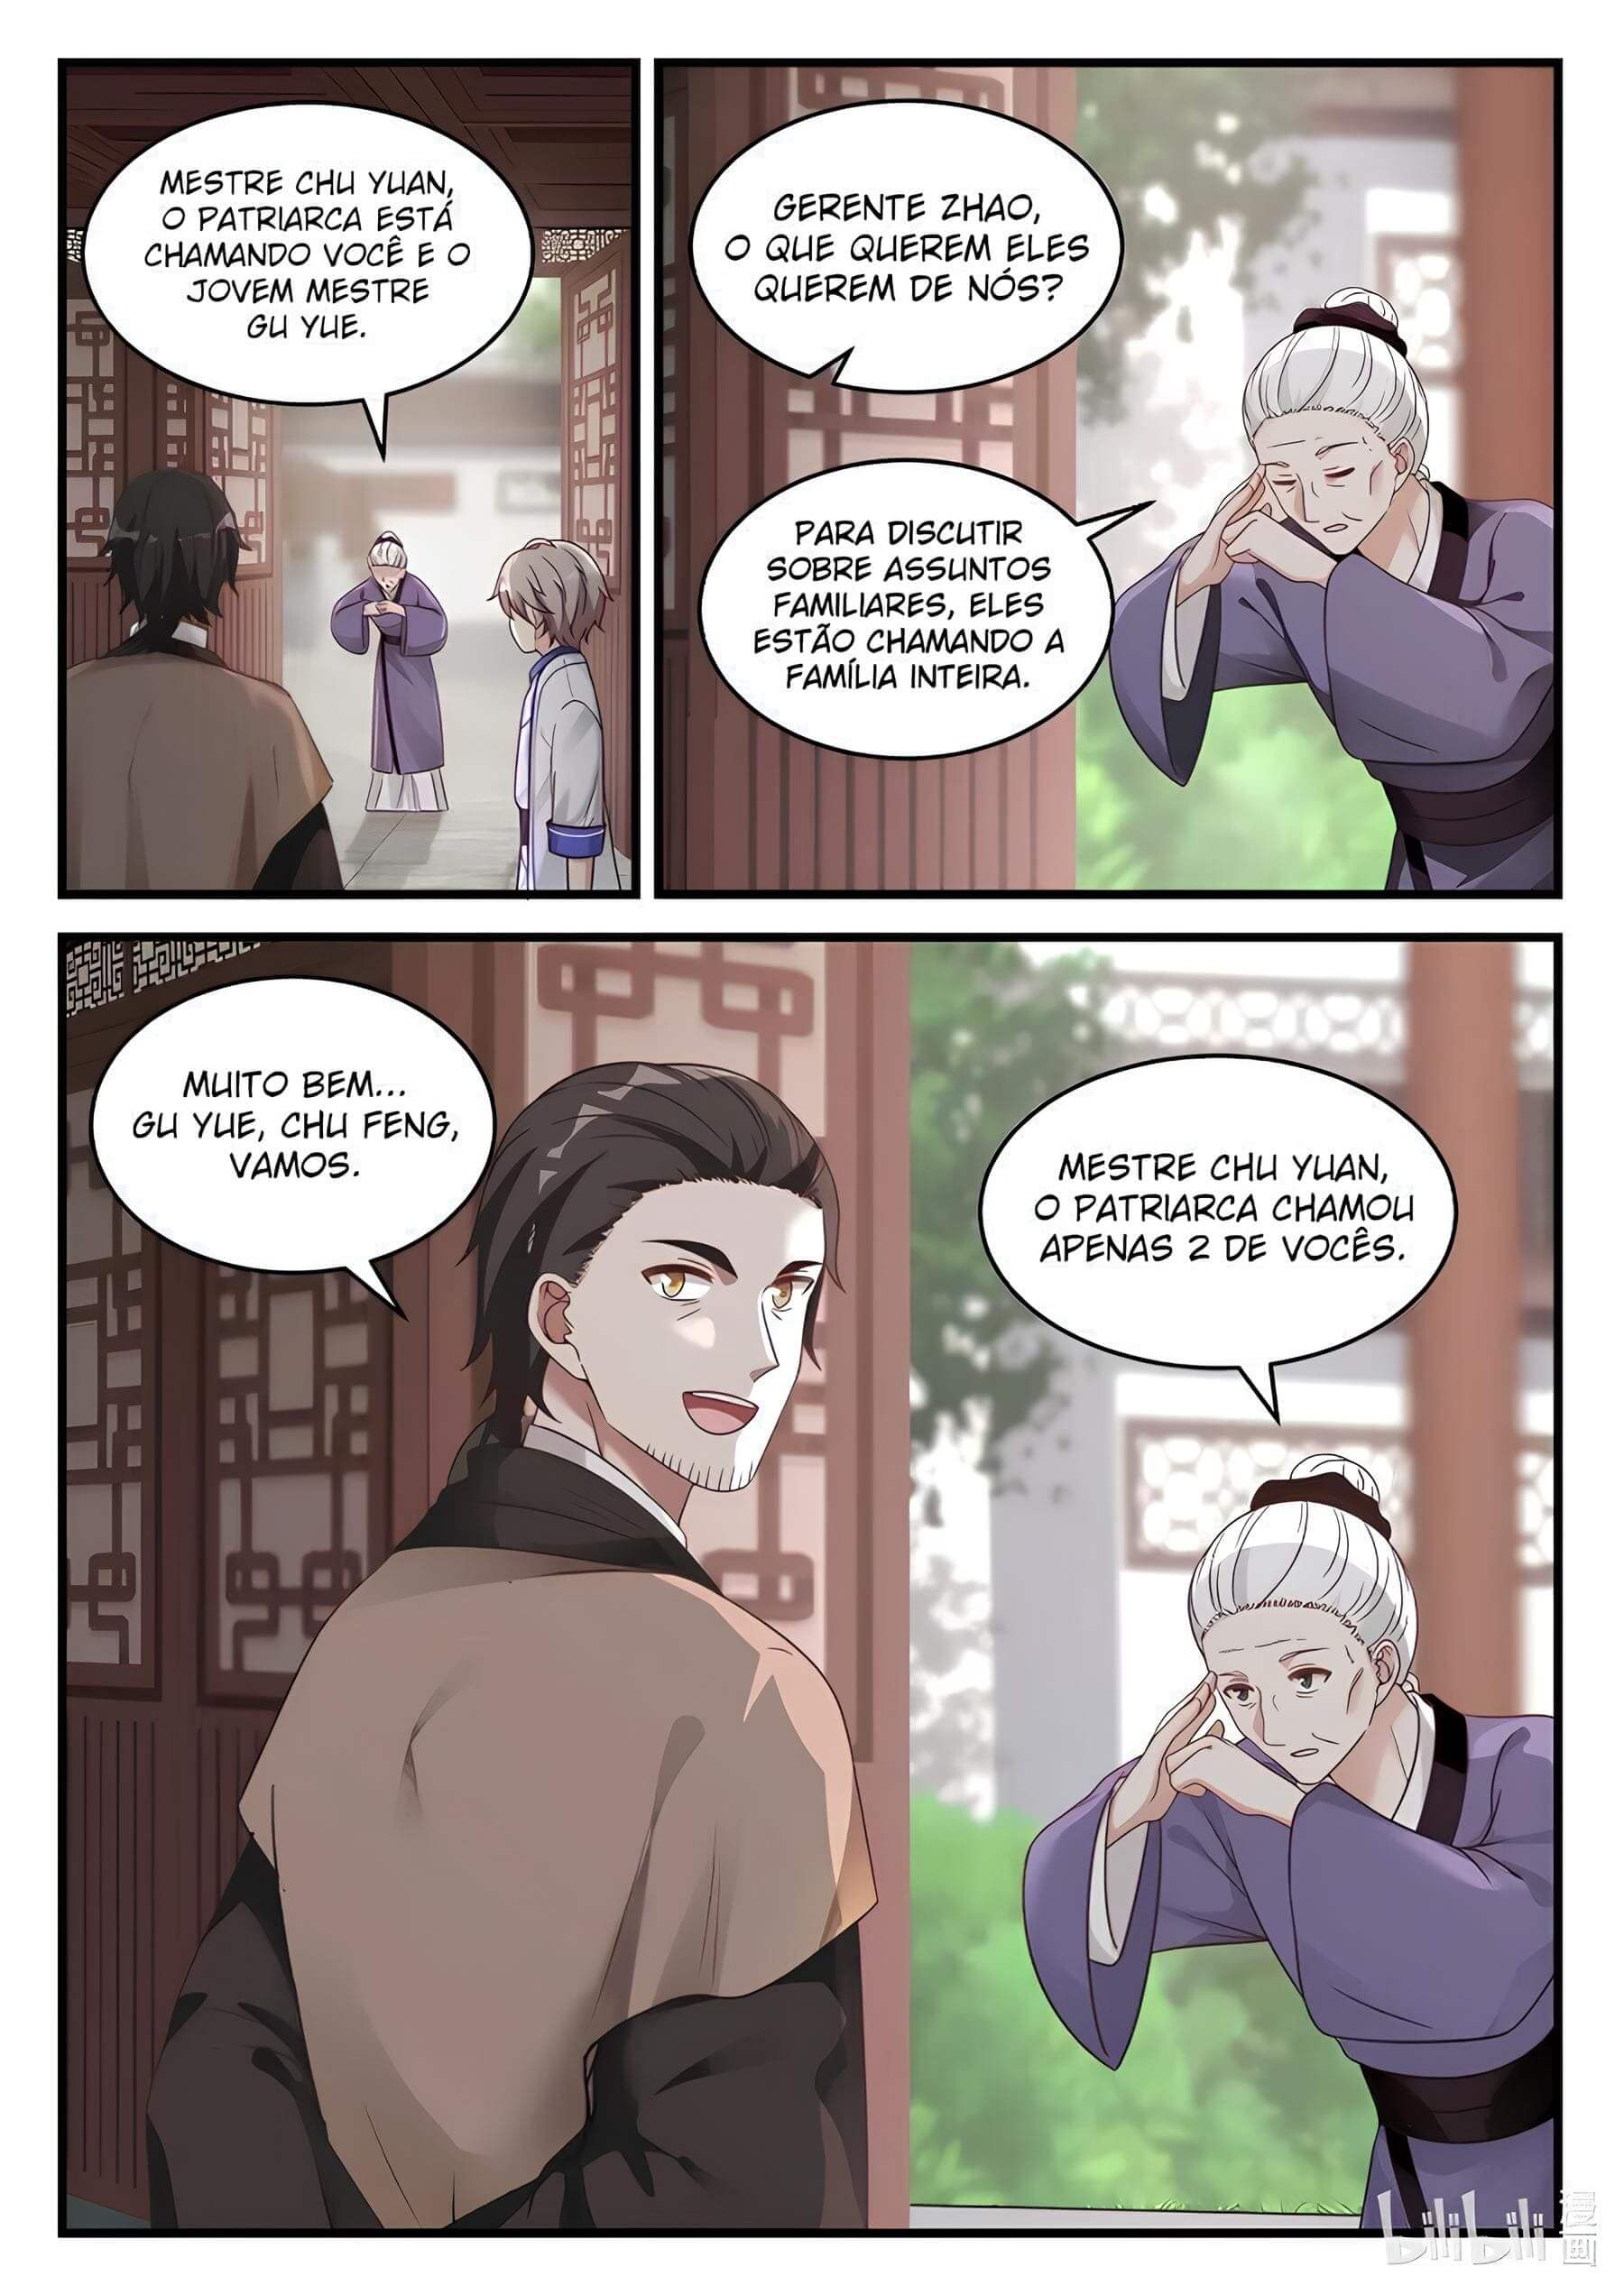 MESTRE CHU YUAN,
O PATRIARCA ESTÁ
CHAMANDO VOCÊ E O
JOVEM MESTRE
GU YUE.
GERENTE ZHAO,
O QUE QUEREM ELES
QUEREM DE NÓS?
PARA DISCUTIR
SOBRE ASSUNTOS
FAMILIARES, ELES
ESTÃO CHAMANDO A
FAMÍLIA INTEIRA.
MUITO BEM...
GU YUE, CHU FENG,
VAMOS.
MESTRE CHU YUAN,
O PATRIARCA CHAMOU
APENAS 2 DE VOCÊS.
bilibili 漫画